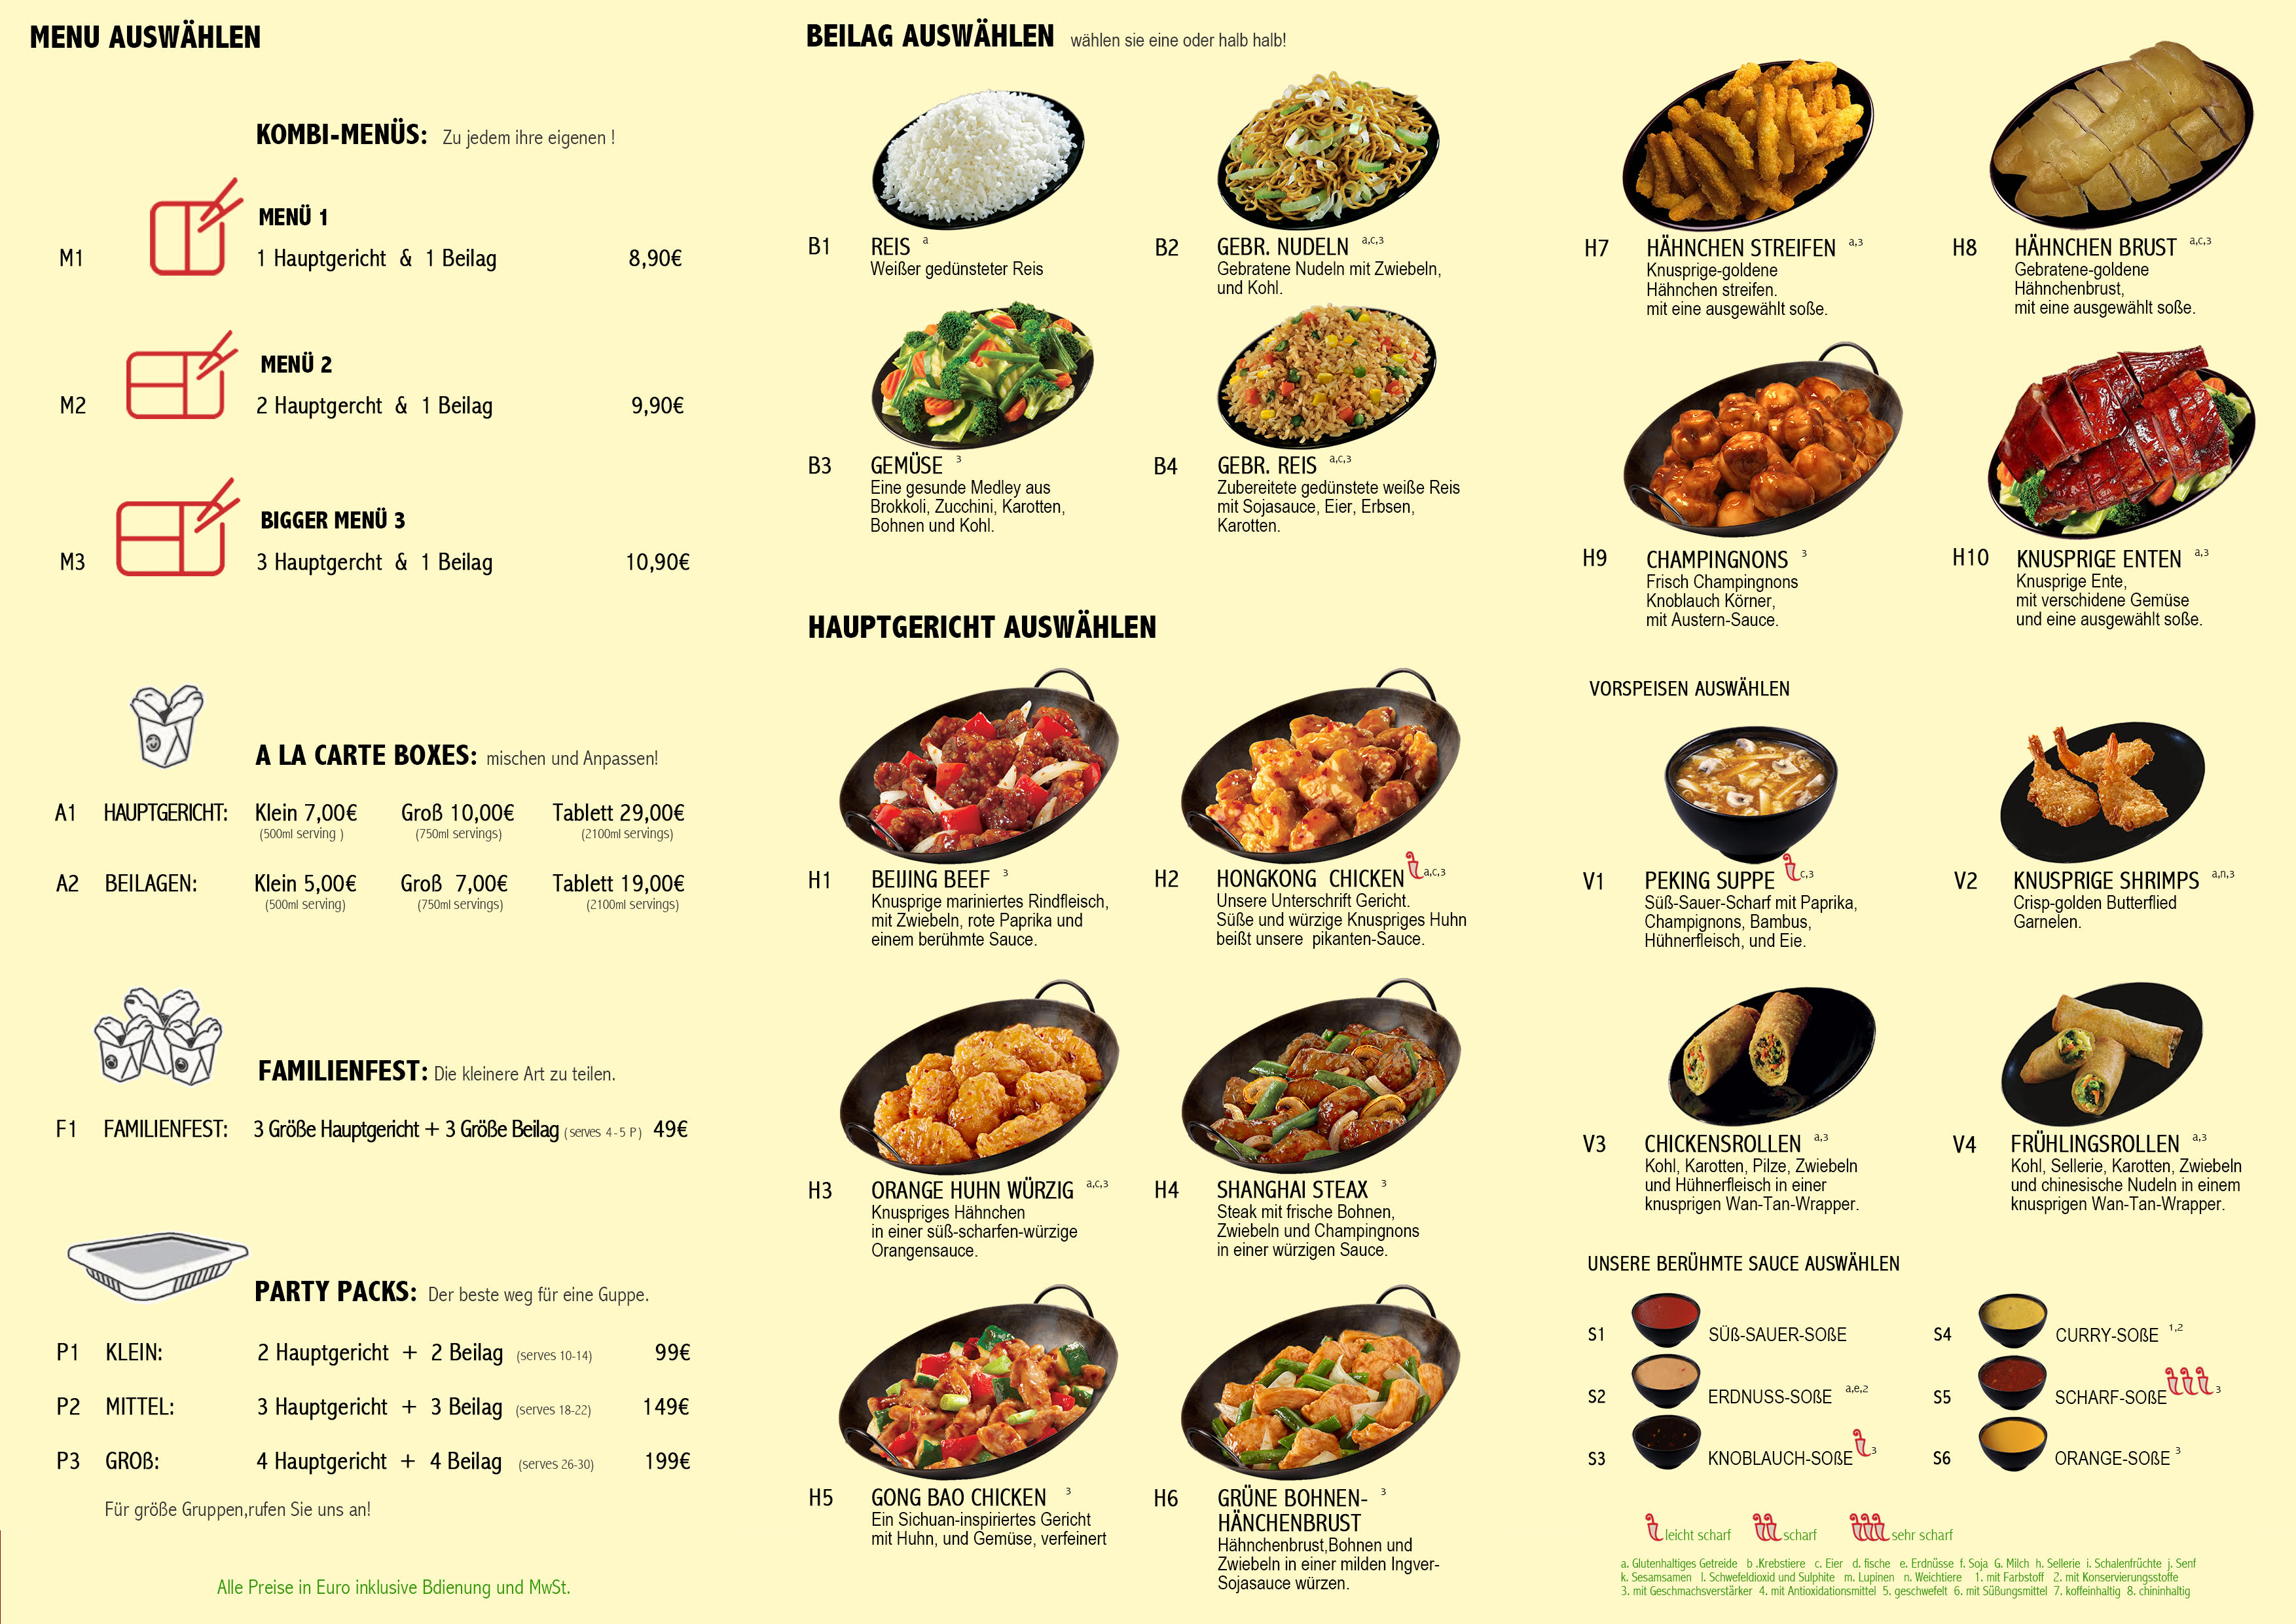 MENU AUSWÄHLEN
KOMBI-MENÜS: Zu jedem ihre eigenen !
MENÜ 1
M1 1 Hauptgericht & 1 Beilag 8,90€
MENÜ 2
M2 2 Hauptgercht & 1 Beilag 9,90€
BIGGER MENÜ 3
M3 3 Hauptgercht & 1 Beilag 10,90€
A LA CARTE BOXES: mischen und Anpassen!
A1 HAUPTGERICHT: Klein 7,00€ Groß 10,00€ Tablett 29,00€
(500ml serving ) (750ml servings) (2100ml servings)
A2 BEILAGEN: Klein 5,00€ Groß 7,00€ Tablett 19,00€
(500ml serving) (750ml servings) (2100ml servings)
FAMILIENFEST: Die kleinere Art zu teilen.
F1 FAMILIENFEST: 3 Größe Hauptgericht + 3 Größe Beilag (serves 4-5 P) 49€
PARTY PACKS: Der beste weg für eine Guppe.
P1 KLEIN: 2 Hauptgericht + 2 Beilag (serves 10-14) 99€
P2 MITTEL: 3 Hauptgericht + 3 Beilag (serves 18-22) 149€
P3 GROß: 4 Hauptgericht + 4 Beilag (serves 26-30) 199€
Für größe Gruppen,rufen Sie uns an!
Alle Preise in Euro inklusive Bdienung und MwSt.
BEILAG AUSWÄHLEN wählen sie eine oder halb halb!
B1 REIS a
Weißer gedünsteter Reis
B2 GEBR. NUDELN a,c,3
Gebratene Nudeln mit Zwiebeln,
und Kohl.
B3 GEMÜSE 3
Eine gesunde Medley aus
Brokkoli, Zucchini, Karotten,
Bohnen und Kohl.
B4 GEBR. REIS a,c,3
Zubereitete gedünstete weiße Reis
mit Sojasauce, Eier, Erbsen,
Karotten.
HAUPTGERICHT AUSWÄHLEN
H1 BEIJING BEEF 3
Knusprige mariniertes Rindfleisch,
mit Zwiebeln, rote Paprika und
einem berühmte Sauce.
H2 HONGKONG CHICKEN a,c,3
Unsere Unterschrift Gericht.
Süße und würzige Knuspriges Huhn
beißt unsere pikanten-Sauce.
H3 ORANGE HUHN WÜRZIG a,c,3
Knuspriges Hähnchen
in einer süß-scharfen-würzige
Orangensauce.
H4 SHANGHAI STEAX 3
Steak mit frische Bohnen,
Zwiebeln und Champingnons
in einer würzigen Sauce.
H5 GONG BAO CHICKEN 3
Ein Sichuan-inspiriertes Gericht
mit Huhn, und Gemüse, verfeinert
H6 GRÜNE BOHNEN- 3
HÄNCHENBRUST
Hähnchenbrust,Bohnen und
Zwiebeln in einer milden Ingver-
Sojasauce würzen.
H7 HÄHNCHEN STREIFEN a,3
Knusprige-goldene
Hähnchen streifen.
mit eine ausgewählt soße.
H8 HÄHNCHEN BRUST a,c,3
Gebratene-goldene
Hähnchenbrust,
mit eine ausgewählt soße.
H9 CHAMPINGNONS 3
Frisch Champingnons
Knoblauch Körner,
mit Austern-Sauce.
H10 KNUSPRIGE ENTEN a,3
Knusprige Ente,
mit verschidene Gemüse
und eine ausgewählt soße.
VORSPEISEN AUSWÄHLEN
V1 PEKING SUPPE c,3
Süß-Sauer-Scharf mit Paprika,
Champignons, Bambus,
Hühnerfleisch, und Eie.
V2 KNUSPRIGE SHRIMPS a,n,3
Crisp-golden Butterflied
Garnelen.
V3 CHICKENSROLLEN a,3
Kohl, Karotten, Pilze, Zwiebeln
und Hühnerfleisch in einer
knusprigen Wan-Tan-Wrapper.
V4 FRÜHLINGSROLLEN a,3
Kohl, Sellerie, Karotten, Zwiebeln
und chinesische Nudeln in einem
knusprigen Wan-Tan-Wrapper.
UNSERE BERÜHMTE SAUCE AUSWÄHLEN
S1 SÜß-SAUER-SOßE
S4 CURRY-SOßE 1,2
S2 ERDNUSS-SOßE a,e,2
S5 SCHARF-SOßE 3
S3 KNOBLAUCH-SOßE 3
S6 ORANGE-SOßE 3
leicht scharf scharf sehr scharf
a. Glutenhaltiges Getreide b .Krebstiere c. Eier d. fische e. Erdnüsse f. Soja G. Milch h. Sellerie i. Schalenfrüchte j. Senf
k. Sesamsamen l. Schwefeldioxid und Sulphite m. Lupinen n. Weichtiere 1. mit Farbstoff 2. mit Konservierungsstoffe
3. mit Geschmachsverstärker 4. mit Antioxidationsmittel 5. geschwefelt 6. mit Süßungsmittel 7. koffeinhaltig 8. chininhaltig